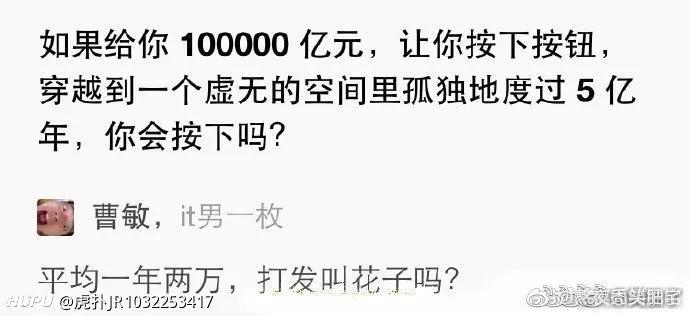 如果给你 100000 亿元，让你按下按钮，
穿越到一个虚无的空间里孤独地度过 5 亿
年，你会按下吗？
曹敏，it男一枚
平均一年两万，打发叫花子吗？
HUPU @虎扑JR1032253417